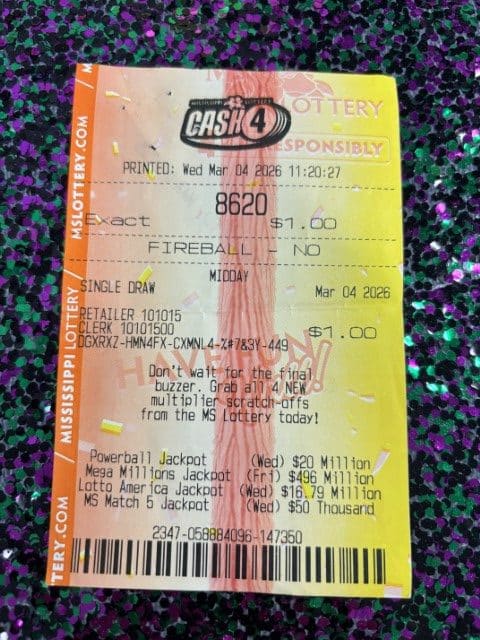 LOTTERY
MISSISSIPPI LOTTERY
CASH 4
RESPONSIBLY
PRINTED: Wed Mar 04 2026 11:20:27
8620
Exact $1.00
FIREBALL - NO
MIDDAY
SINGLE DRAW Mar 04 2026
RETAILER 101015
CLERK 10101500 $1.00
DGXRXZ-HMN4FX-CXMNL4-%#7&3Y-449
HAVE FUN
Don't wait for the final
buzzer. Grab all 4 NEW
multiplier scratch-offs
from the MS Lottery today!
Powerball Jackpot (Wed) $20 Million
Mega Millions Jackpot (Fri) $496 Million
Lotto America Jackpot (Wed) $16.79 Million
MS Match 5 Jackpot (Wed) $50 Thousand
2347-058884096-147360
MSLOTTERY.COM
MISSISSIPPI LOTTERY
TERY.COM